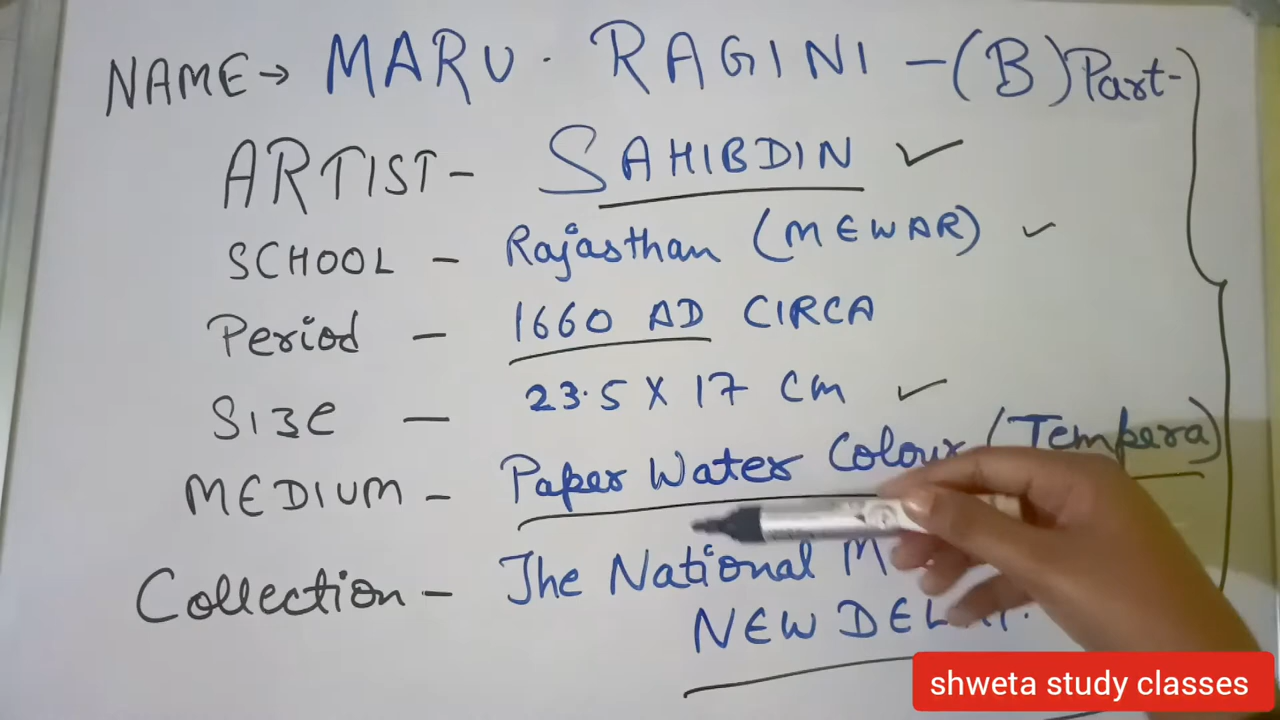 NAME → MARU · RAGINI – (B) Part-
ARTIST - SAHIBDIN ✓
SCHOOL - Rajasthan (MEWAR) ✓
Period - 1660 AD CIRCA
SIZE - 23.5 X 17 cm ✓
MEDIUM - Paper Water Colour (Tempera)
Collection - The National
NEW DELHI.
shweta study classes